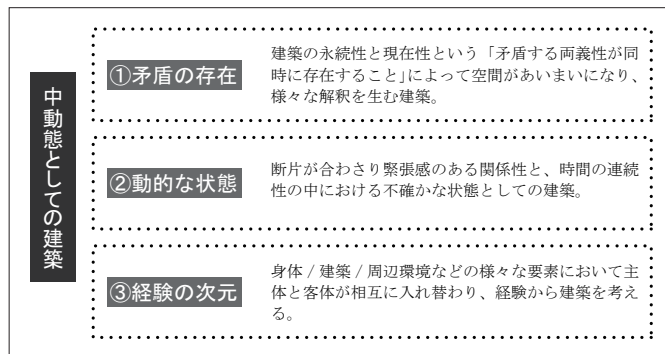 中動態としての建築
①矛盾の存在
建築の永続性と現在性という「矛盾する両義性が同
時に存在すること」によって空間があいまいになり、
様々な解釈を生む建築。
②動的な状態
断片が合わさり緊張感のある関係性と、時間の連続
性の中における不確かな状態としての建築。
③経験の次元
身体 / 建築 / 周辺環境などの様々な要素において主
体と客体が相互に入れ替わり、経験から建築を考え
る。